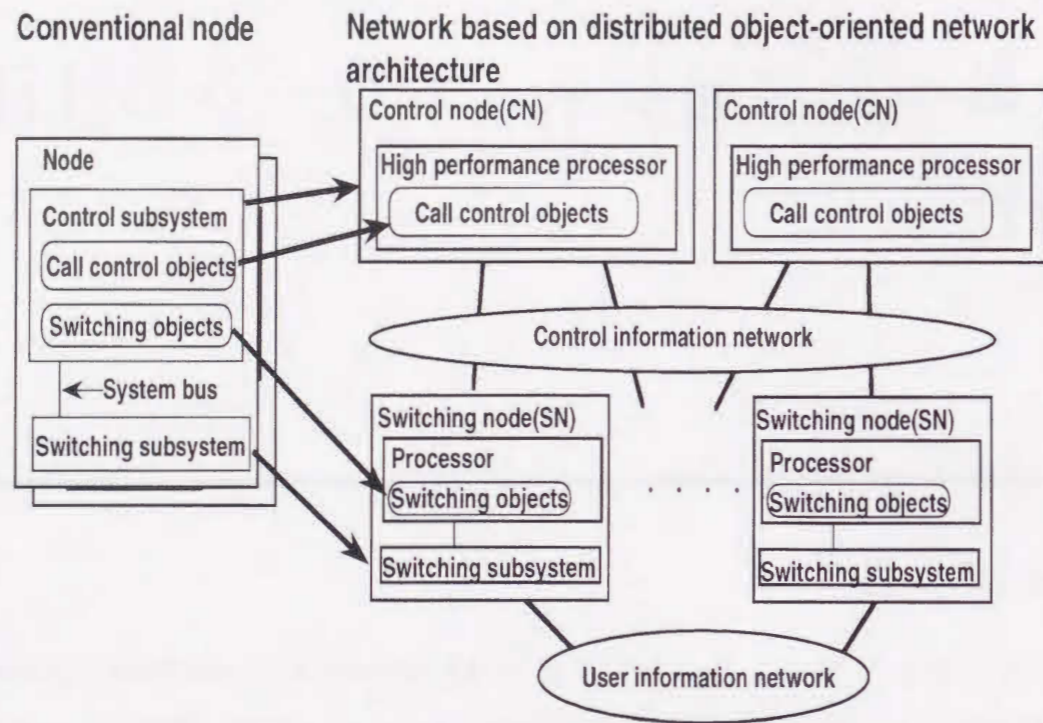 Conventional node
Network based on distributed object-oriented network
architecture
Node
Control subsystem
Call control objects
Switching objects
System bus
Switching subsystem
Control node(CN)
High performance processor
Call control objects
Control node(CN)
High performance processor
Call control objects
Control information network
Switching node(SN)
Processor
Switching objects
Switching subsystem
. . . .
Switching node(SN)
Processor
Switching objects
Switching subsystem
User information network